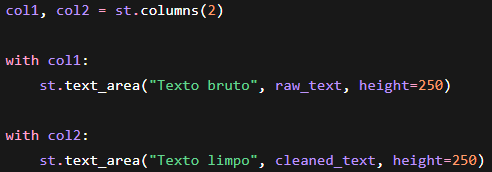 col1, col2 = st.columns(2)
with col1:
    st.text_area("Texto bruto", raw_text, height=250)
with col2:
    st.text_area("Texto limpo", cleaned_text, height=250)